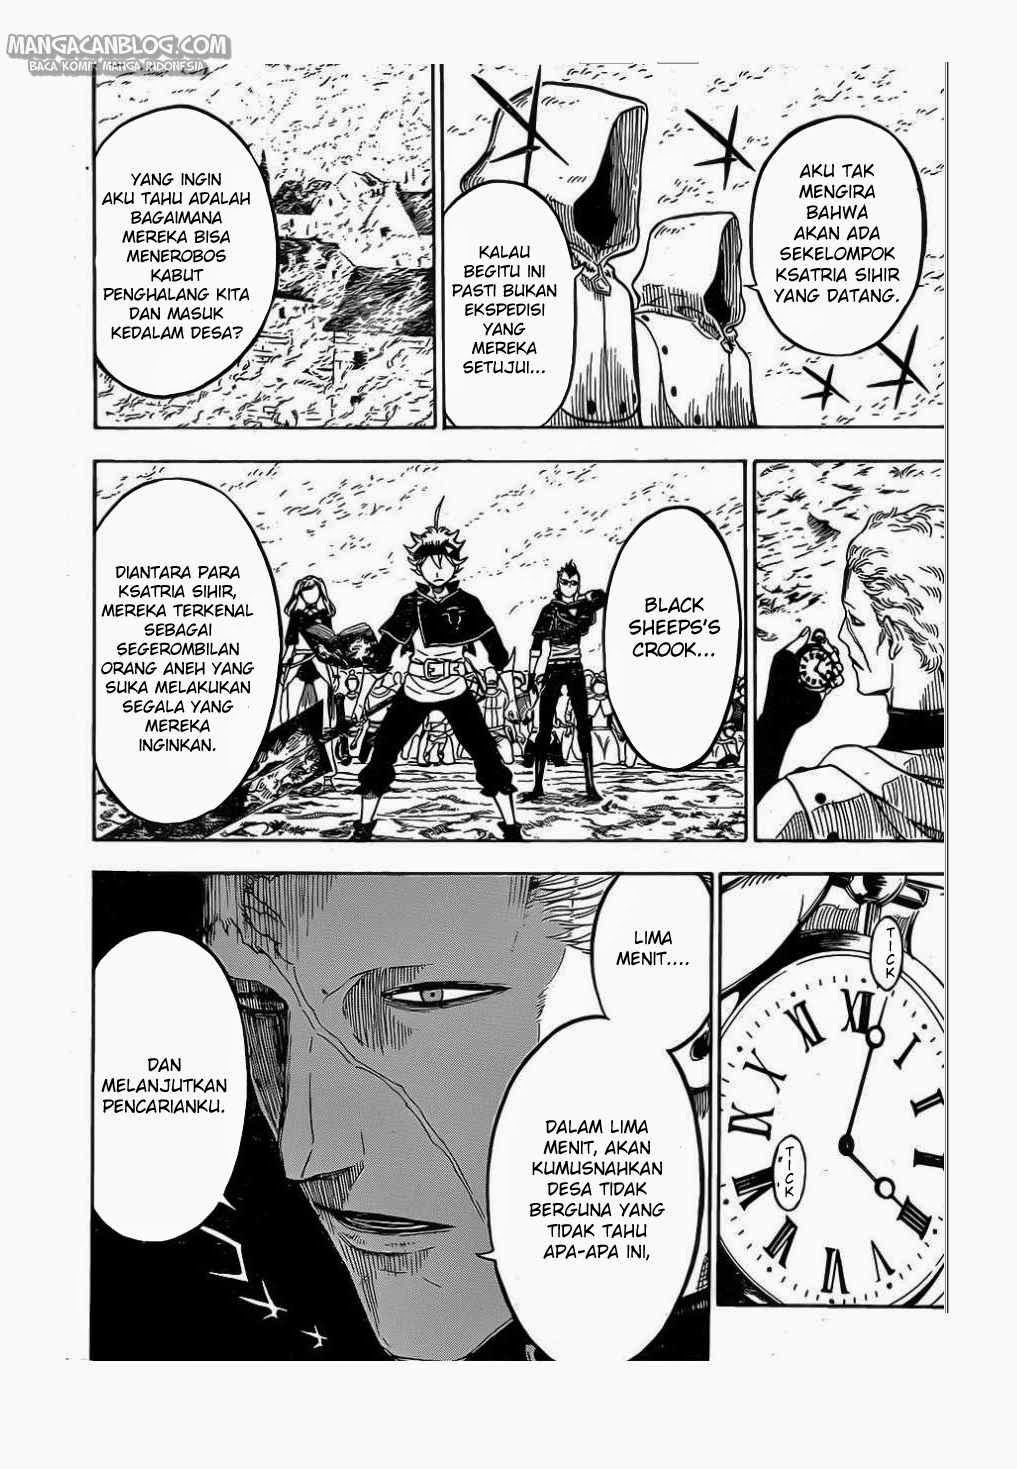 MANGACANBLOG.COM
BACA KOMIK MANGA INDONESIA
AKU TAK
MENGIRA
BAHWA
AKAN ADA
SEKELOMPOK
KSATRIA SIHIR
YANG DATANG.
KALAU
BEGITU INI
PASTI BUKAN
EKSPEDISI
YANG
MEREKA
SETUJUI...
YANG INGIN
AKU TAHU ADALAH
BAGAIMANA
MEREKA BISA
MENEROBOS
KABUT
PENGHALANG KITA
DAN MASUK
KEDALAM DESA?
BLACK
SHEEPS'S
CROOK...
DIANTARA PARA
KSATRIA SIHIR,
MEREKA TERKENAL
SEBAGAI
SEGEROMBILAN
ORANG ANEH YANG
SUKA MELAKUKAN
SEGALA YANG
MEREKA
INGINKAN.
TICK
TICK
XII
I
XI
X
IX
LIMA
MENIT....
DALAM LIMA
MENIT, AKAN
KUMUSNAHKAN
DESA TIDAK
BERGUNA YANG
TIDAK TAHU
APA-APA INI,
DAN
MELANJUTKAN
PENCARIANKU.